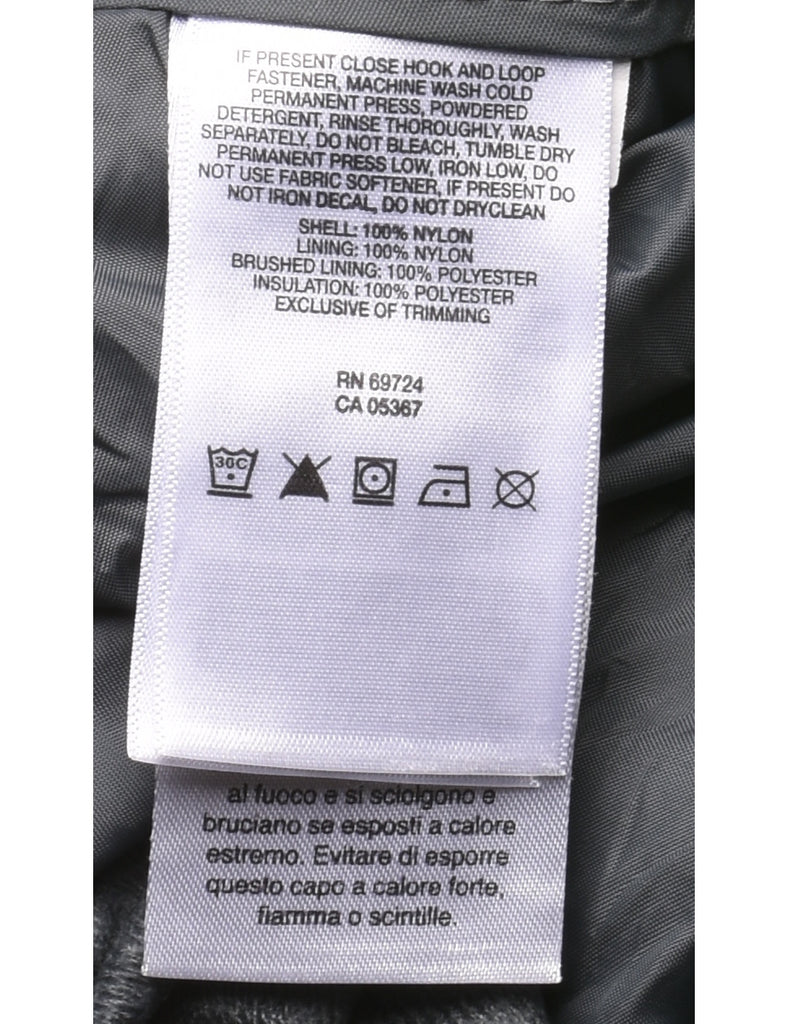 IF PRESENT CLOSE HOOK AND LOOP
FASTENER, MACHINE WASH COLD
PERMANENT PRESS, POWDERED
DETERGENT, RINSE THOROUGHLY, WASH
SEPARATELY, DO NOT BLEACH, TUMBLE DRY
PERMANENT PRESS LOW, IRON LOW, DO
NOT USE FABRIC SOFTENER, IF PRESENT DO
NOT IRON DECAL, DO NOT DRYCLEAN
SHELL: 100% NYLON
LINING: 100% NYLON
BRUSHED LINING: 100% POLYESTER
INSULATION: 100% POLYESTER
EXCLUSIVE OF TRIMMING
RN 69724
CA 05367
30C
al fuoco e si sciolgono e
bruciano se esposti a calore
estremo. Evitare di esporre
questo capo a calore forte,
fiamma o scintille.